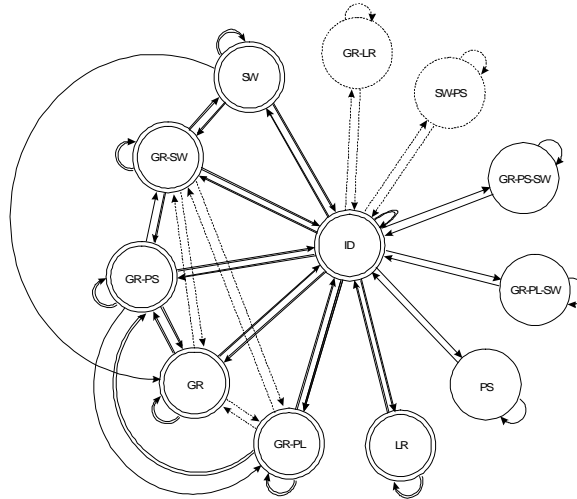 GR-LR
SW
SW-PS
GR-SW
GR-PS-SW
ID
GR-PS
GR-PL-SW
GR
PS
GR-PL
LR